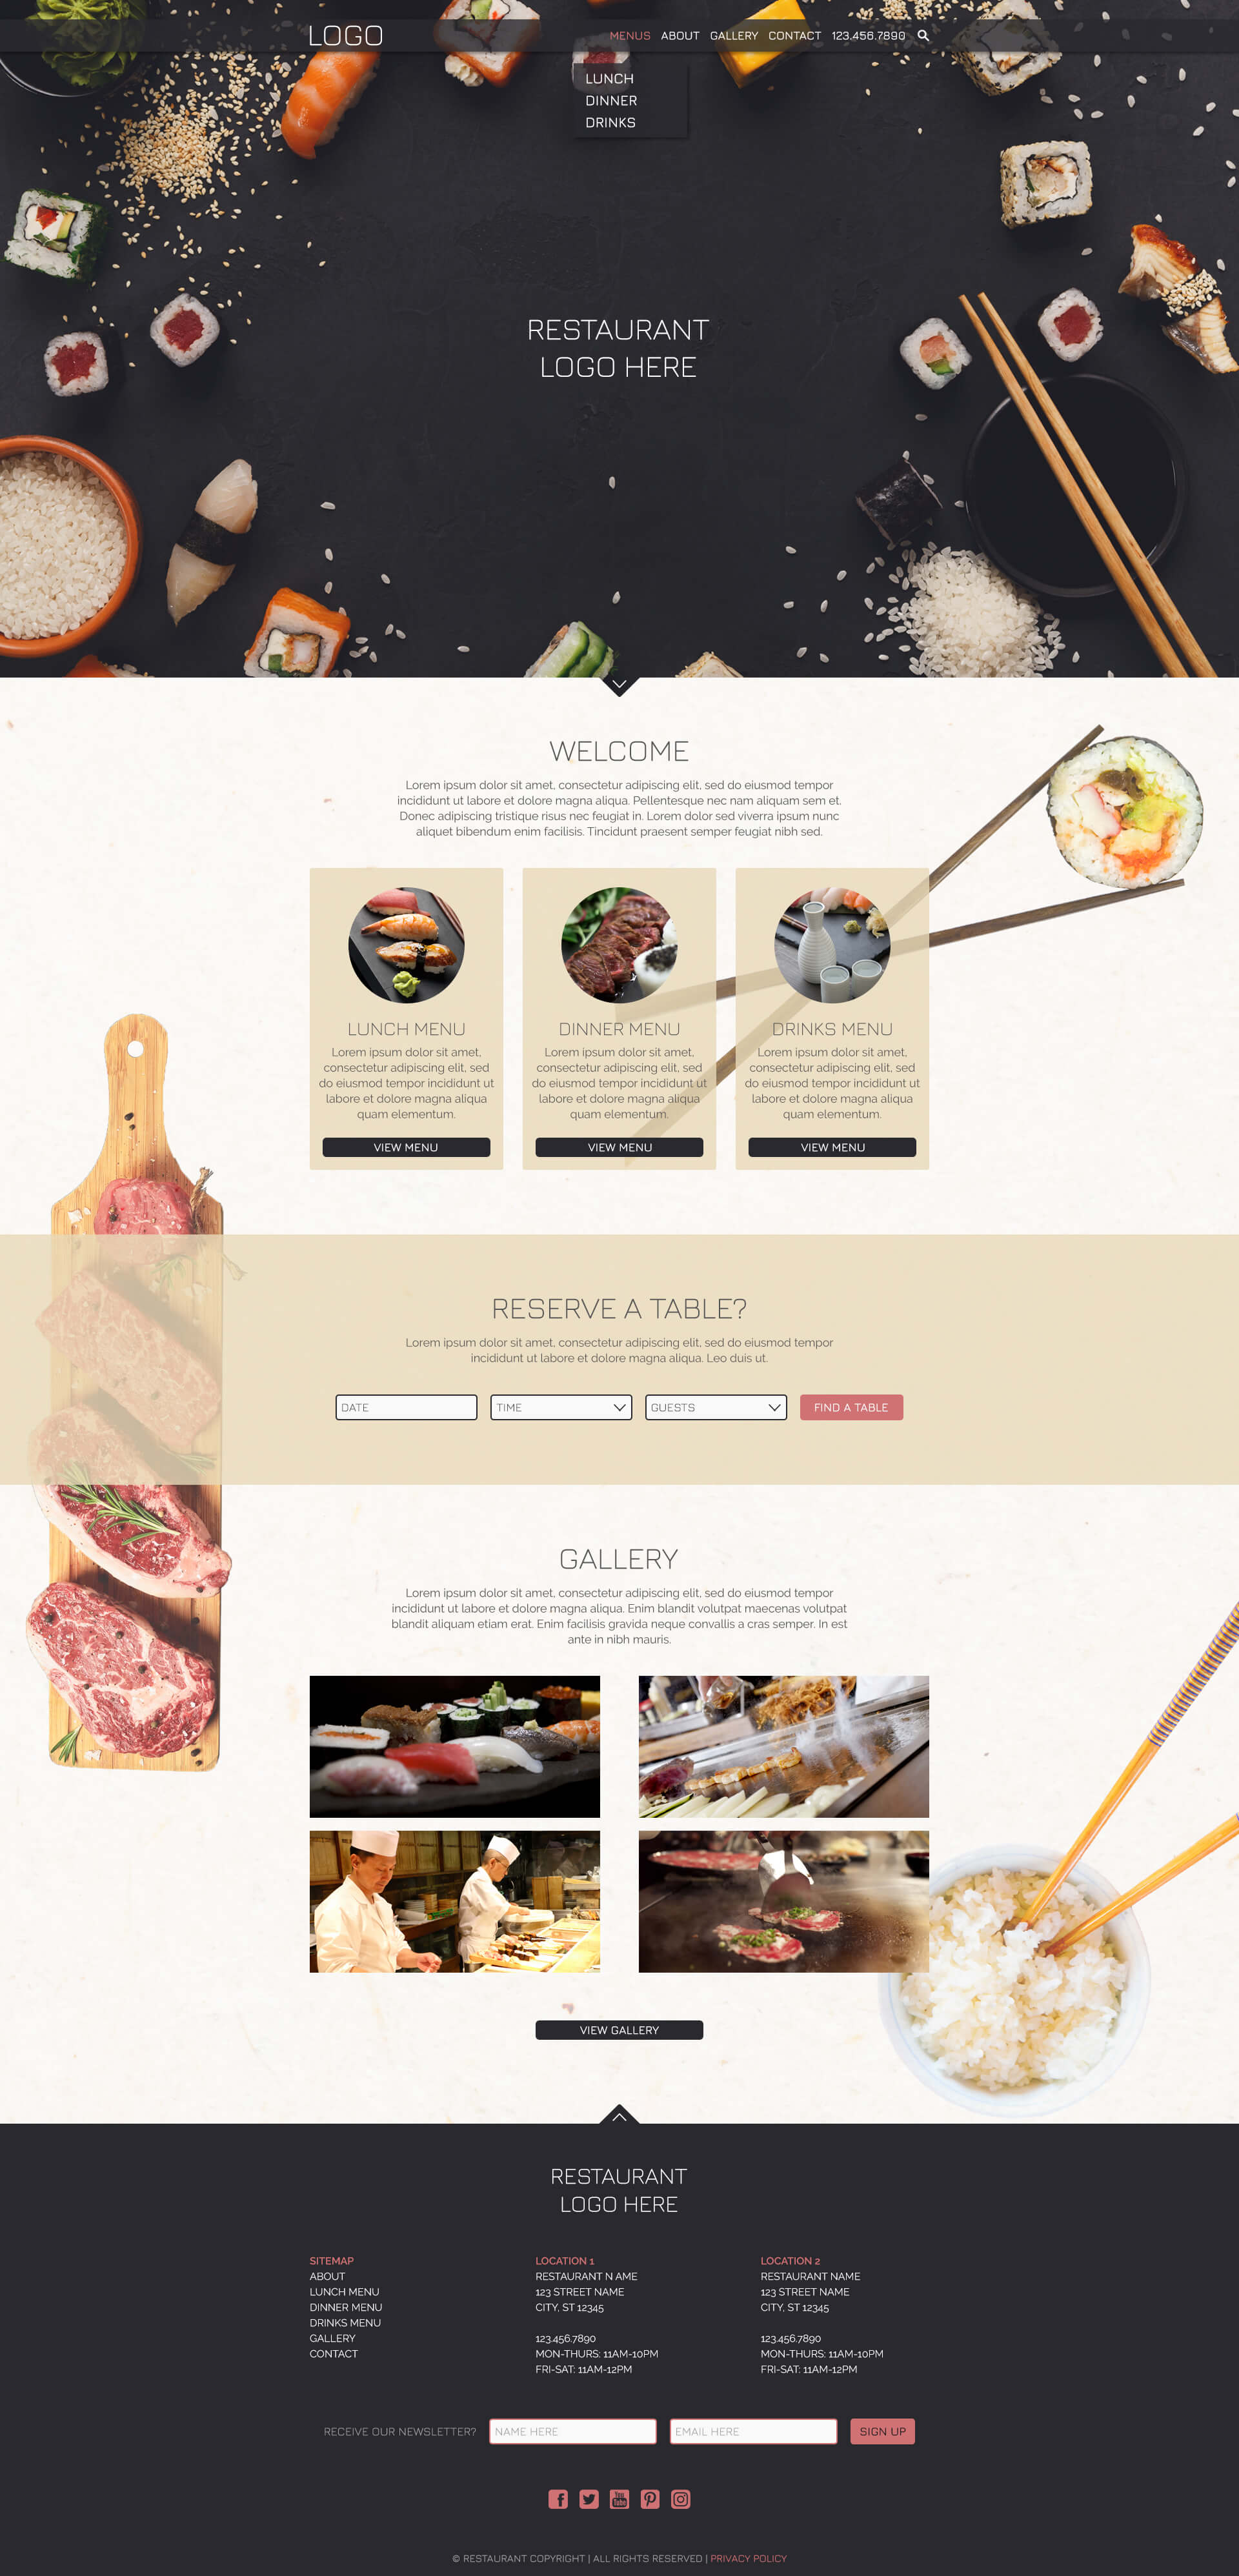 LOGO
MENUS ABOUT GALLERY CONTACT 123.456.7890
LUNCH
DINNER
DRINKS
RESTAURANT
LOGO HERE
WELCOME
Lorem ipsum dolor sit amet, consectetur adipiscing elit, sed do eiusmod tempor
incididunt ut labore et dolore magna aliqua. Pellentesque nec nam aliquam sem et.
Donec adipiscing tristique risus nec feugiat in. Lorem dolor sed viverra ipsum nunc
aliquet bibendum enim facilisis. Tincidunt praesent semper feugiat nibh sed.
LUNCH MENU
Lorem ipsum dolor sit amet,
consectetur adipiscing elit, sed
do eiusmod tempor incididunt ut
labore et dolore magna aliqua
quam elementum.
VIEW MENU
DINNER MENU
Lorem ipsum dolor sit amet,
consectetur adipiscing elit, sed
do eiusmod tempor incididunt ut
labore et dolore magna aliqua
quam elementum.
VIEW MENU
DRINKS MENU
Lorem ipsum dolor sit amet,
consectetur adipiscing elit, sed
do eiusmod tempor incididunt ut
labore et dolore magna aliqua
quam elementum.
VIEW MENU
RESERVE A TABLE?
Lorem ipsum dolor sit amet, consectetur adipiscing elit, sed do eiusmod tempor
incididunt ut labore et dolore magna aliqua. Leo duis ut.
DATE TIME GUESTS FIND A TABLE
GALLERY
Lorem ipsum dolor sit amet, consectetur adipiscing elit, sed do eiusmod tempor
incididunt ut labore et dolore magna aliqua. Enim blandit volutpat maecenas volutpat
blandit aliquam etiam erat. Enim facilisis gravida neque convallis a cras semper. In est
ante in nibh mauris.
VIEW GALLERY
RESTAURANT
LOGO HERE
SITEMAP
ABOUT
LUNCH MENU
DINNER MENU
DRINKS MENU
GALLERY
CONTACT
LOCATION 1
RESTAURANT N AME
123 STREET NAME
CITY, ST 12345
123.456.7890
MON-THURS: 11AM-10PM
FRI-SAT: 11AM-12PM
LOCATION 2
RESTAURANT NAME
123 STREET NAME
CITY, ST 12345
123.456.7890
MON-THURS: 11AM-10PM
FRI-SAT: 11AM-12PM
RECEIVE OUR NEWSLETTER? NAME HERE EMAIL HERE SIGN UP
You Tube
© RESTAURANT COPYRIGHT | ALL RIGHTS RESERVED | PRIVACY POLICY